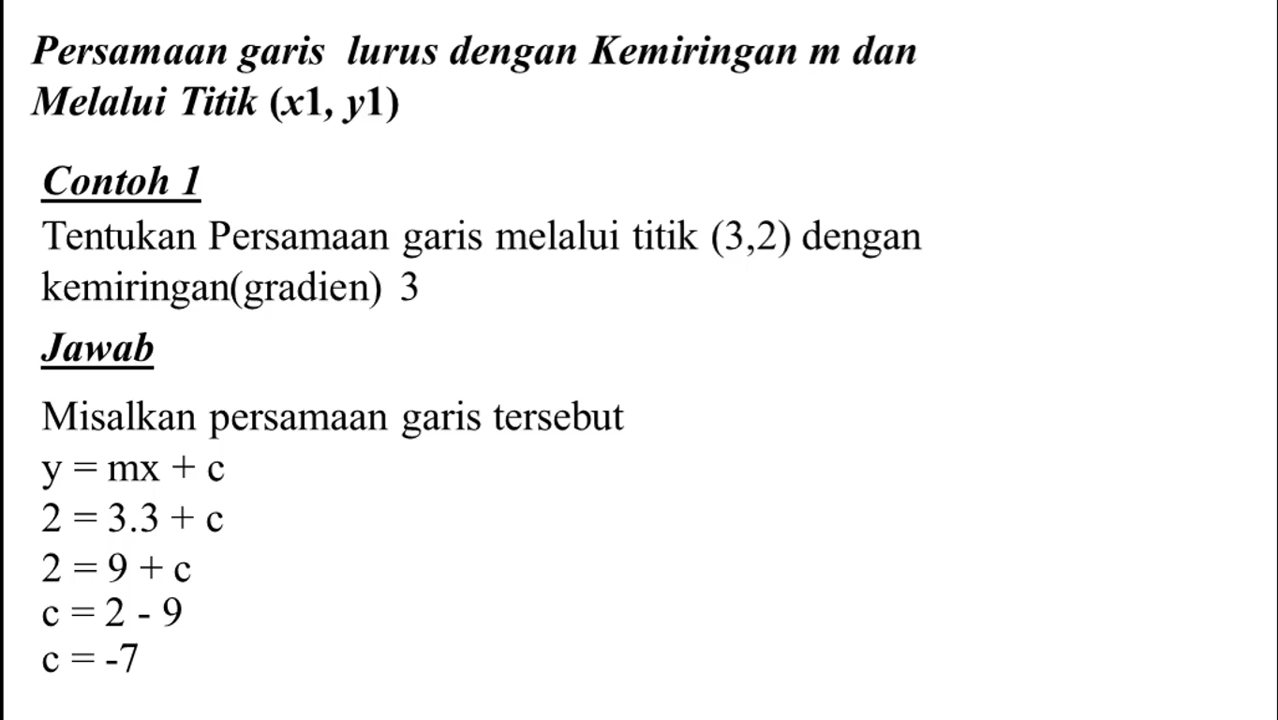 Persamaan garis lurus dengan Kemiringan m dan
Melalui Titik (x1, y1)
Contoh 1
Tentukan Persamaan garis melalui titik (3,2) dengan
kemiringan(gradien) 3
Jawab
Misalkan persamaan garis tersebut
y = mx + c
2 = 3.3 + c
2 = 9 + c
c = 2 - 9
c = -7